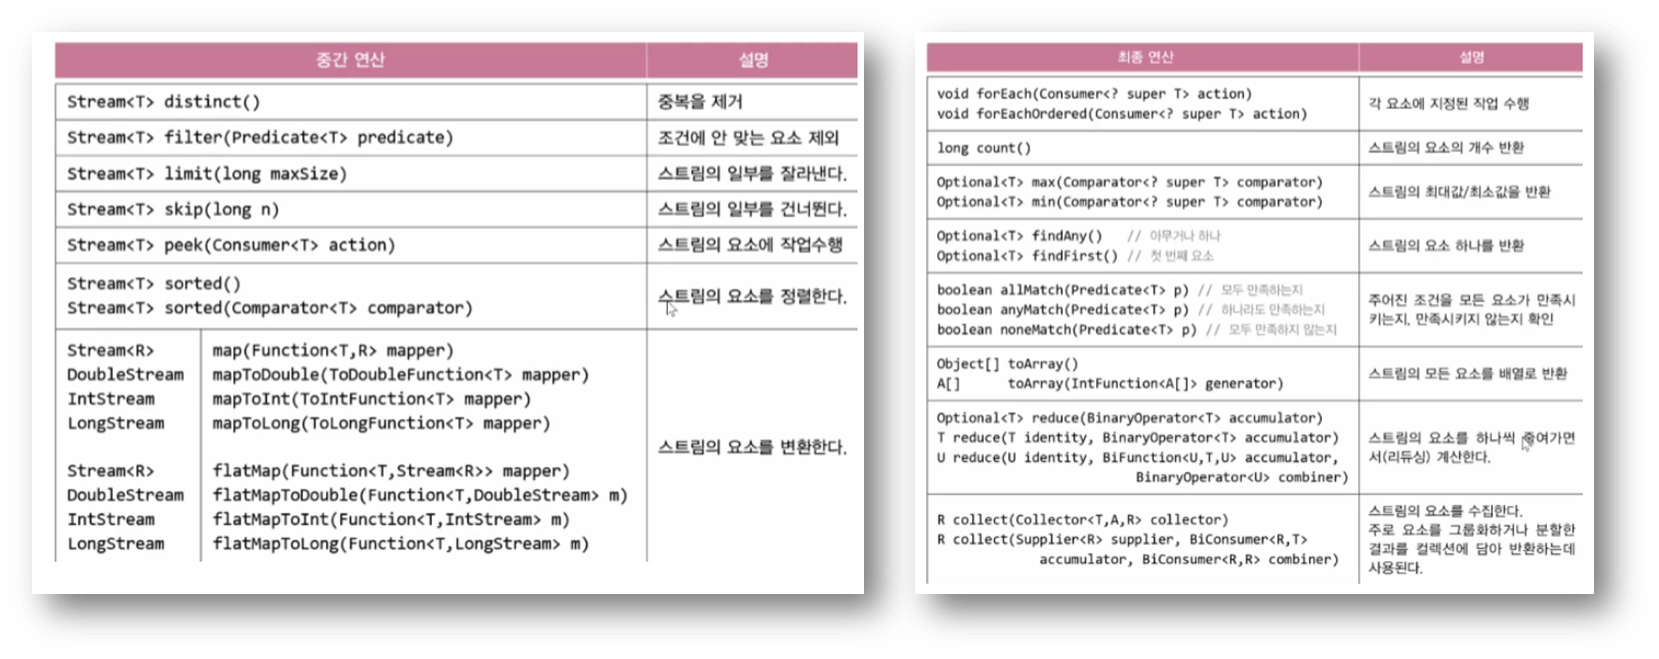 중간 연산 설명
Stream<T> distinct() 중복을 제거
Stream<T> filter(Predicate<T> predicate) 조건에 안 맞는 요소 제외
Stream<T> limit(long maxSize) 스트림의 일부를 잘라낸다.
Stream<T> skip(long n) 스트림의 일부를 건너뛴다.
Stream<T> peek(Consumer<T> action) 스트림의 요소에 작업수행
Stream<T> sorted()
Stream<T> sorted(Comparator<T> comparator)
스트림의 요소를 정렬한다.
Stream<R> map(Function<T,R> mapper)
DoubleStream mapToDouble(ToDoubleFunction<T> mapper)
IntStream mapToInt(ToIntFunction<T> mapper)
LongStream mapToLong(ToLongFunction<T> mapper)
Stream<R> flatMap(Function<T,Stream<R>> mapper)
DoubleStream flatMapToDouble(Function<T,DoubleStream> m)
IntStream flatMapToInt(Function<T,IntStream> m)
LongStream flatMapToLong(Function<T,LongStream> m)
스트림의 요소를 변환한다.
최종 연산 설명
void forEach(Consumer<? super T> action)
void forEachOrdered(Consumer<? super T> action)
각 요소에 지정된 작업 수행
long count() 스트림의 요소의 개수 반환
Optional<T> max(Comparator<? super T> comparator)
Optional<T> min(Comparator<? super T> comparator)
스트림의 최대값/최소값을 반환
Optional<T> findAny() // 아무거나 하나
Optional<T> findFirst() // 첫 번째 요소
스트림의 요소 하나를 반환
boolean allMatch(Predicate<T> p) // 모두 만족하는지
boolean anyMatch(Predicate<T> p) // 하나라도 만족하는지
boolean noneMatch(Predicate<T> p) // 모두 만족하지 않는지
주어진 조건을 모든 요소가 만족시
키는지, 만족시키지 않는지 확인
Object[] toArray()
A[] toArray(IntFunction<A[]> generator)
스트림의 모든 요소를 배열로 반환
Optional<T> reduce(BinaryOperator<T> accumulator)
T reduce(T identity, BinaryOperator<T> accumulator)
U reduce(U identity, BiFunction<U,T,U> accumulator,
BinaryOperator<U> combiner)
스트림의 요소를 하나씩 줄여가면
서(리듀싱) 계산한다.
R collect(Collector<T,A,R> collector)
R collect(Supplier<R> supplier, BiConsumer<R,T>
accumulator, BiConsumer<R,R> combiner)
스트림의 요소를 수집한다.
주로 요소를 그룹화하거나 분할한
결과를 컬렉션에 담아 반환하는데
사용된다.